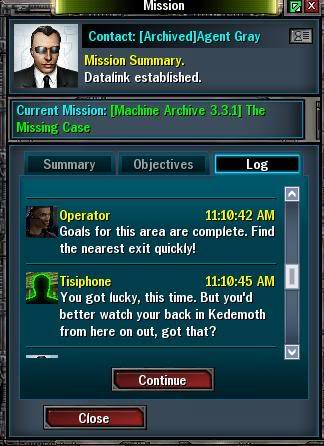 Mission
Contact: [Archived]Agent Gray
Mission Summary.
Datalink established.
Current Mission: [Machine Archive 3.3.1] The
Missing Case
Summary
Objectives
Log
Operator 11:10:42 AM
Goals for this area are complete. Find
the nearest exit quickly!
Tisiphone 11:10:45 AM
You got lucky, this time. But you'd
better watch your back in Kedemoth
from here on out, got that?
Continue
Close